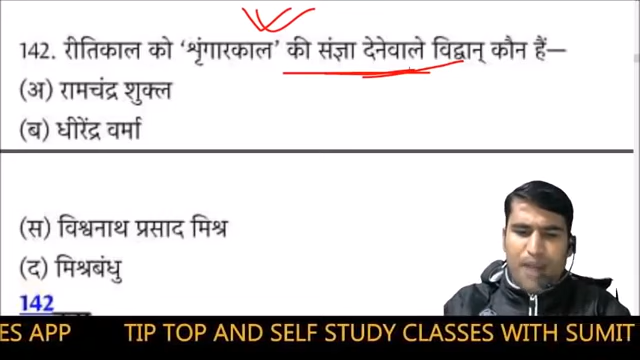 142. रीतिकाल को ‘शृंगारकाल’ की संज्ञा देनेवाले विद्वान् कौन हैं—
(अ) रामचंद्र शुक्ल
(ब) धीरेंद्र वर्मा
(स) विश्वनाथ प्रसाद मिश्र
(द) मिश्रबंधु
142
ES APP TIP TOP AND SELF STUDY CLASSES WITH SUMIT